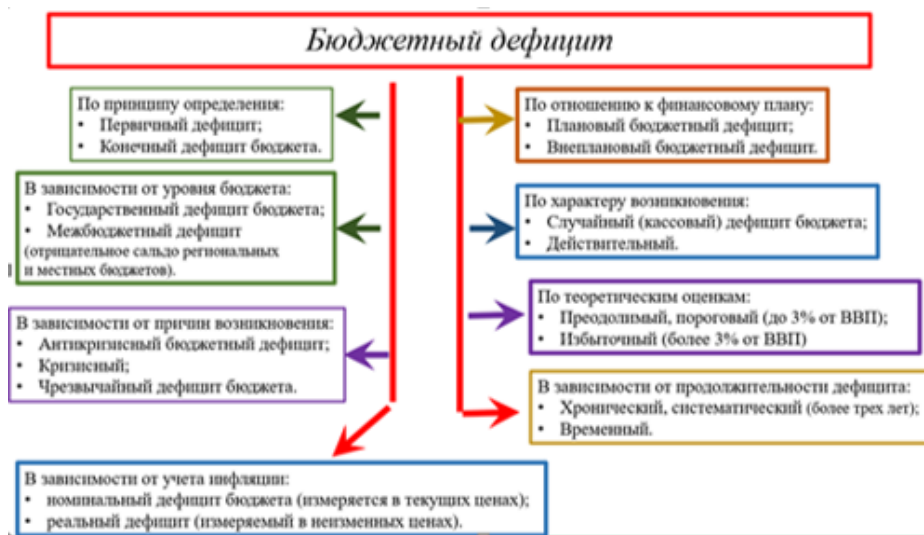 Бюджетный дефицит
По принципу определения:
• Первичный дефицит;
• Конечный дефицит бюджета.
В зависимости от уровня бюджета:
• Государственный дефицит бюджета;
• Межбюджетный дефицит
(отрицательное сальдо региональных
и местных бюджетов).
В зависимости от причин возникновения:
• Антикризисный бюджетный дефицит;
• Кризисный;
• Чрезвычайный дефицит бюджета.
По отношению к финансовому плану:
• Плановый бюджетный дефицит;
• Внеплановый бюджетный дефицит.
По характеру возникновения:
• Случайный (кассовый) дефицит бюджета;
• Действительный.
По теоретическим оценкам:
• Преодолимый, пороговый (до 3% от ВВП);
• Избыточный (более 3% от ВВП)
В зависимости от продолжительности дефицита:
• Хронический, систематический (более трех лет);
• Временный.
В зависимости от учета инфляции:
• номинальный дефицит бюджета (измеряется в текущих ценах);
• реальный дефицит (измеряемый в неизменных ценах).